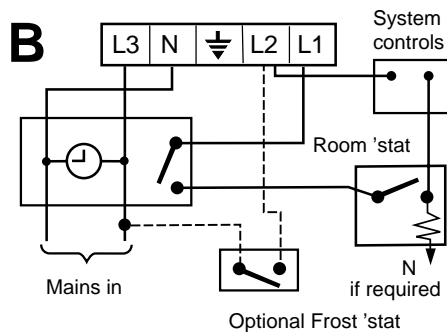 B
L3 N L2 L1
System
controls
Room ’stat
Mains in
N
if required
Optional Frost ’stat